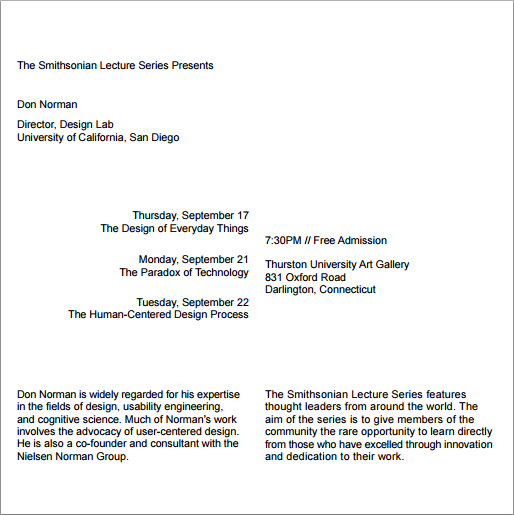 The Smithsonian Lecture Series Presents
Don Norman
Director, Design Lab
University of California, San Diego
Thursday, September 17
The Design of Everyday Things
Monday, September 21
The Paradox of Technology
Tuesday, September 22
The Human-Centered Design Process
7:30PM // Free Admission
Thurston University Art Gallery
831 Oxford Road
Darlington, Connecticut
Don Norman is widely regarded for his expertise
in the fields of design, usability engineering,
and cognitive science. Much of Norman's work
involves the advocacy of user-centered design.
He is also a co-founder and consultant with the
Nielsen Norman Group.
The Smithsonian Lecture Series features
thought leaders from around the world. The
aim of the series is to give members of the
community the rare opportunity to learn directly
from those who have excelled through innovation
and dedication to their work.